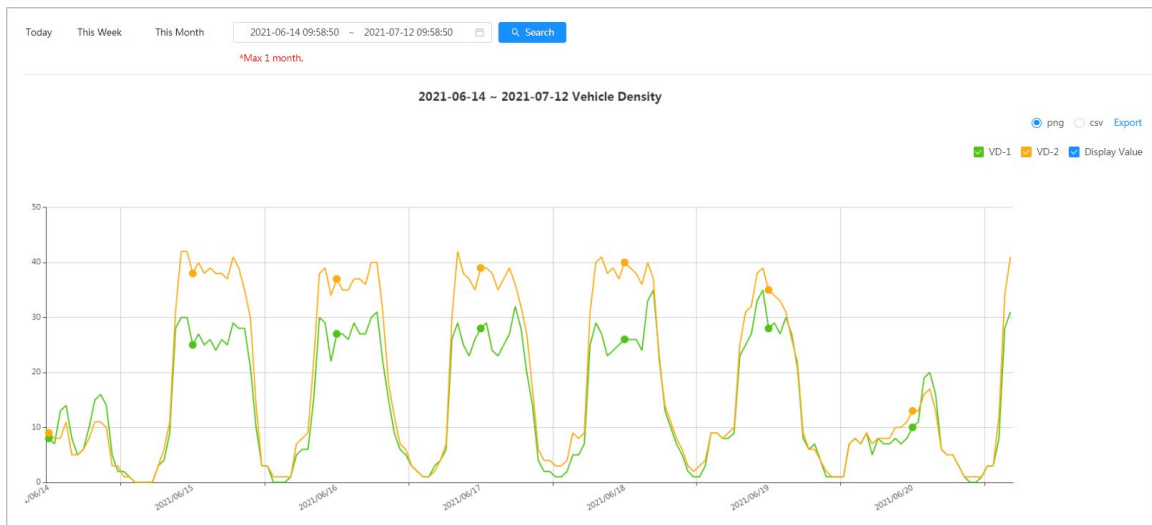 Today This Week This Month 2021-06-14 09:58:50 ~ 2021-07-12 09:58:50 Search
*Max 1 month.
2021-06-14 ~ 2021-07-12 Vehicle Density
png csv Export
VD-1 VD-2 Display Value
50
40
30
20
10
0
1/06/14 2021/06/15 2021/06/16 2021/06/17 2021/06/18 2021/06/19 2021/06/20